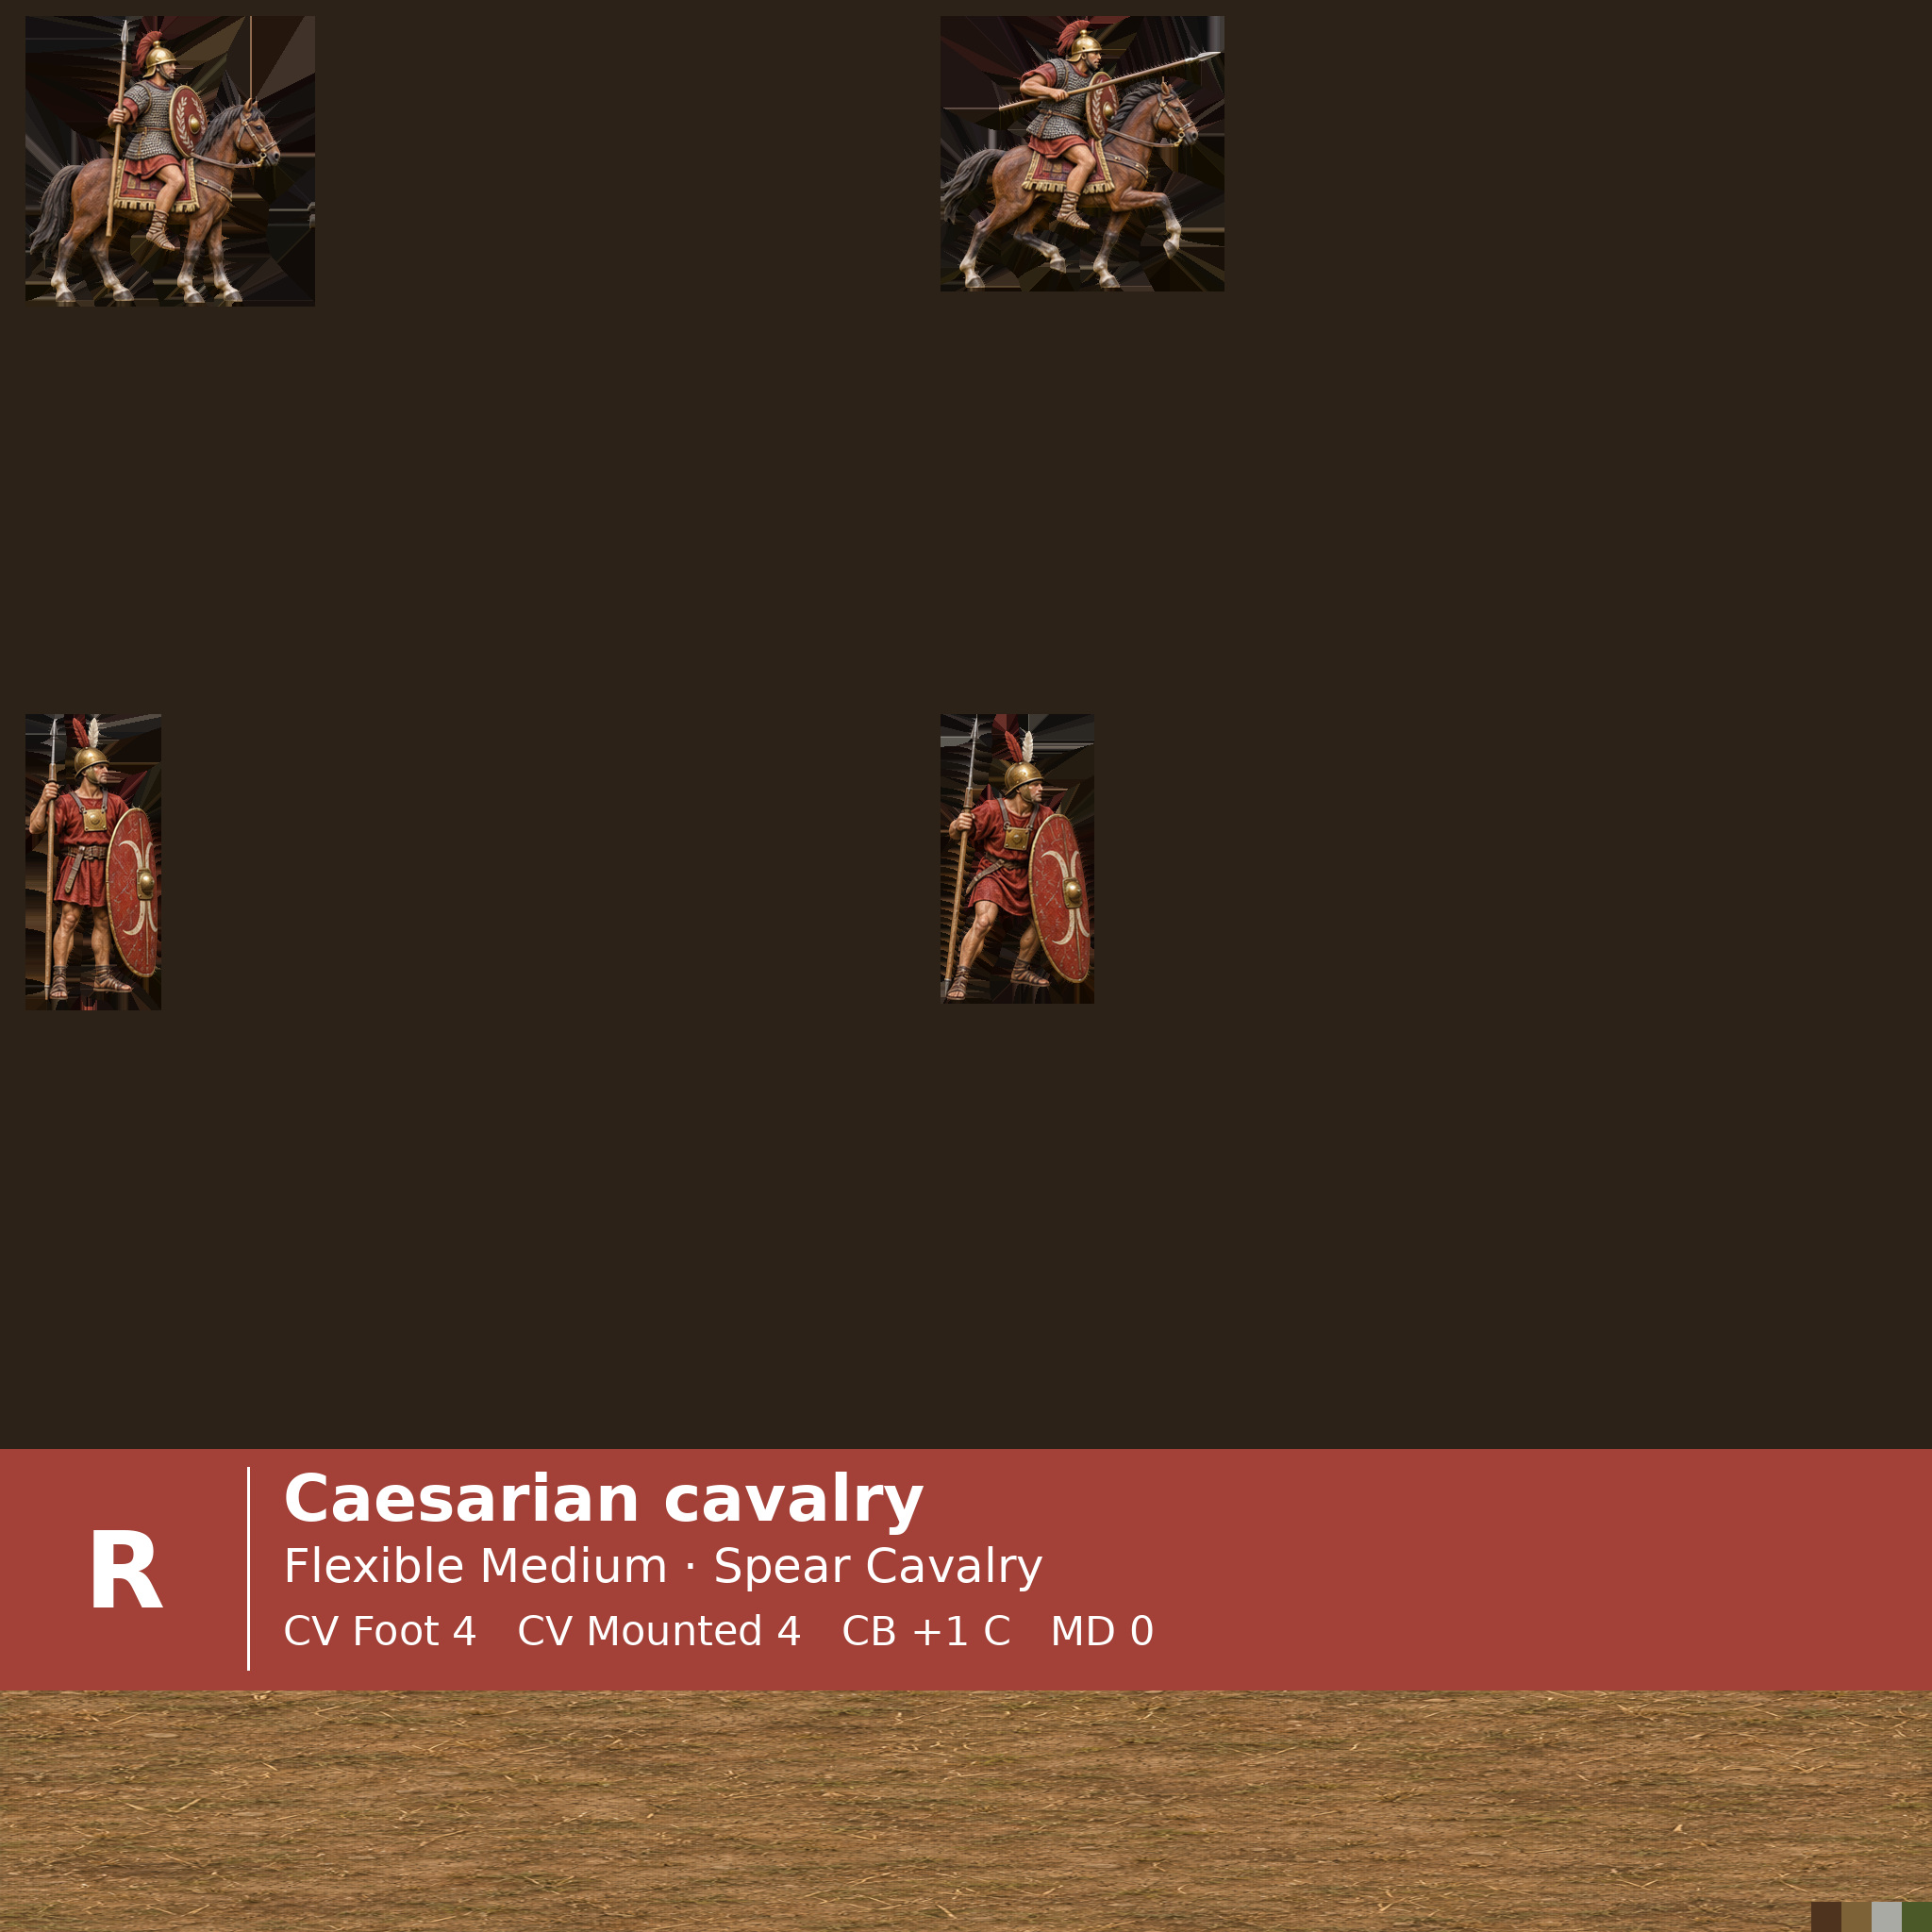 R
Caesarian cavalry
Flexible Medium · Spear Cavalry
CV Foot 4 CV Mounted 4 CB +1 C MD 0